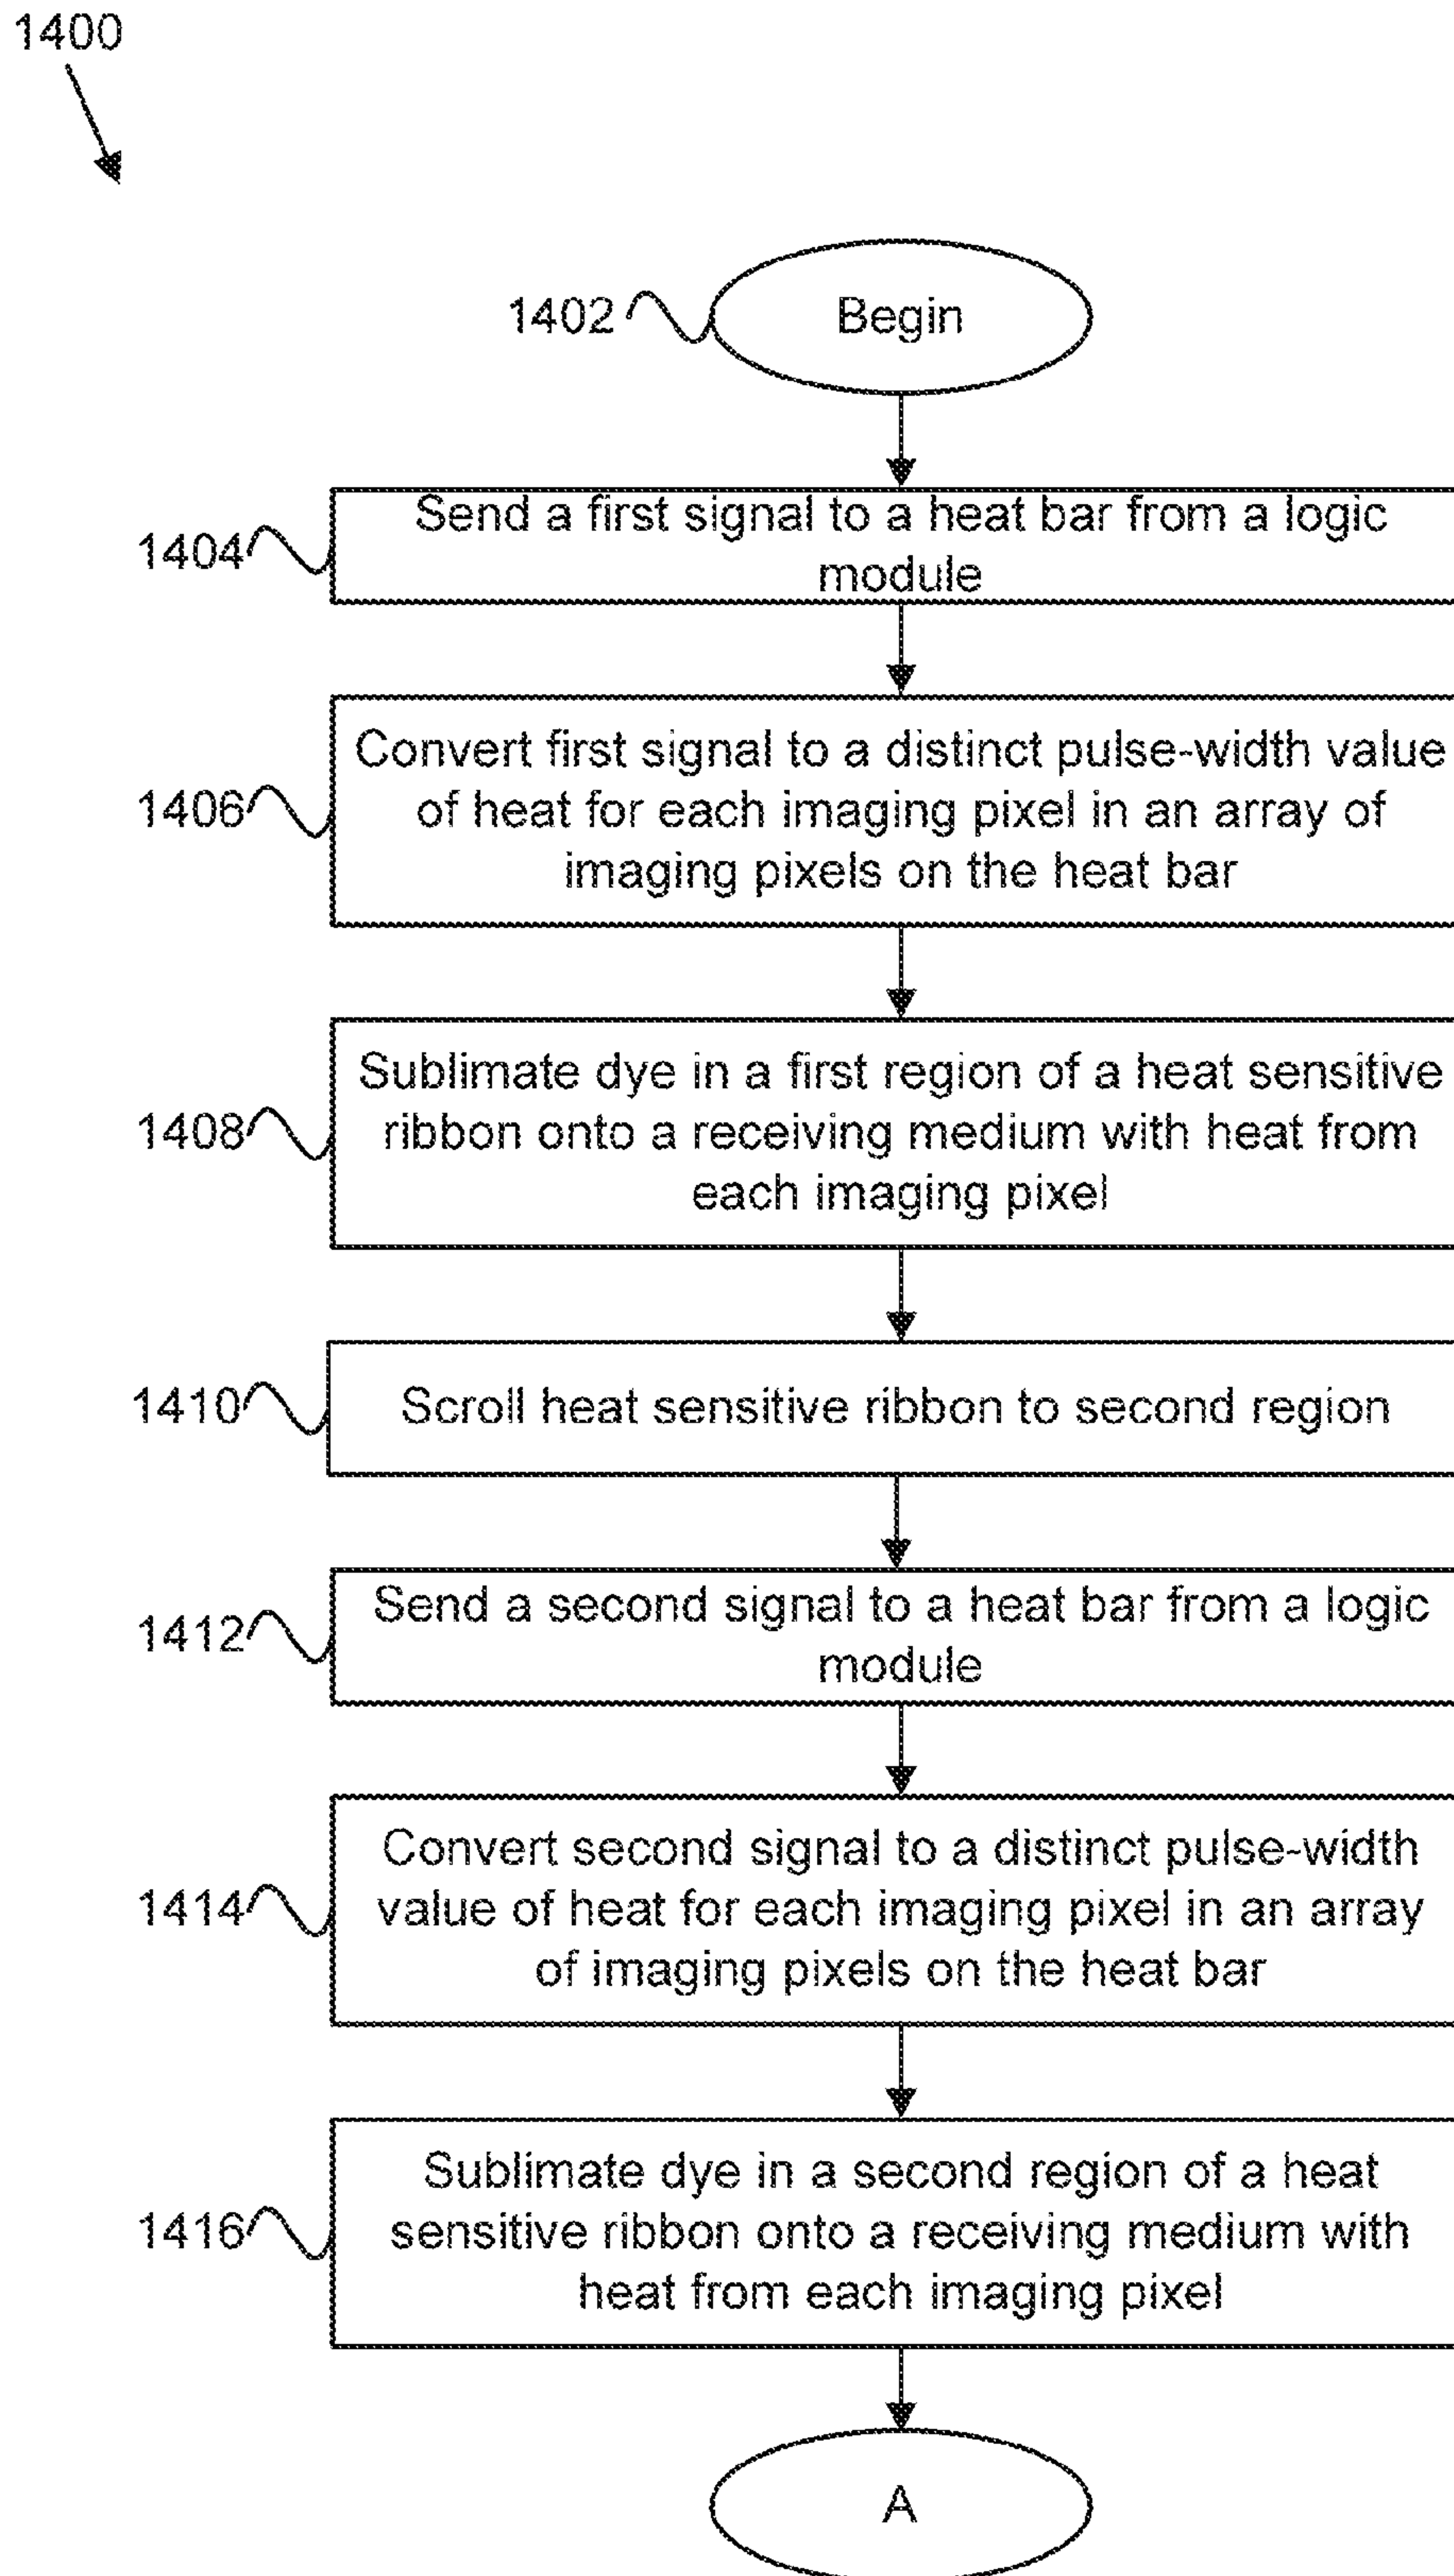 1400
1402
Begin
1404
Send a first signal to a heat bar from a logic
module
1406
Convert first signal to a distinct pulse-width value
of heat for each imaging pixel in an array of
imaging pixels on the heat bar
1408
Sublimate dye in a first region of a heat sensitive
ribbon onto a receiving medium with heat from
each imaging pixel
1410
Scroll heat sensitive ribbon to second region
1412
Send a second signal to a heat bar from a logic
module
1414
Convert second signal to a distinct pulse-width
value of heat for each imaging pixel in an array
of imaging pixels on the heat bar
1416
Sublimate dye in a second region of a heat
sensitive ribbon onto a receiving medium with
heat from each imaging pixel
A